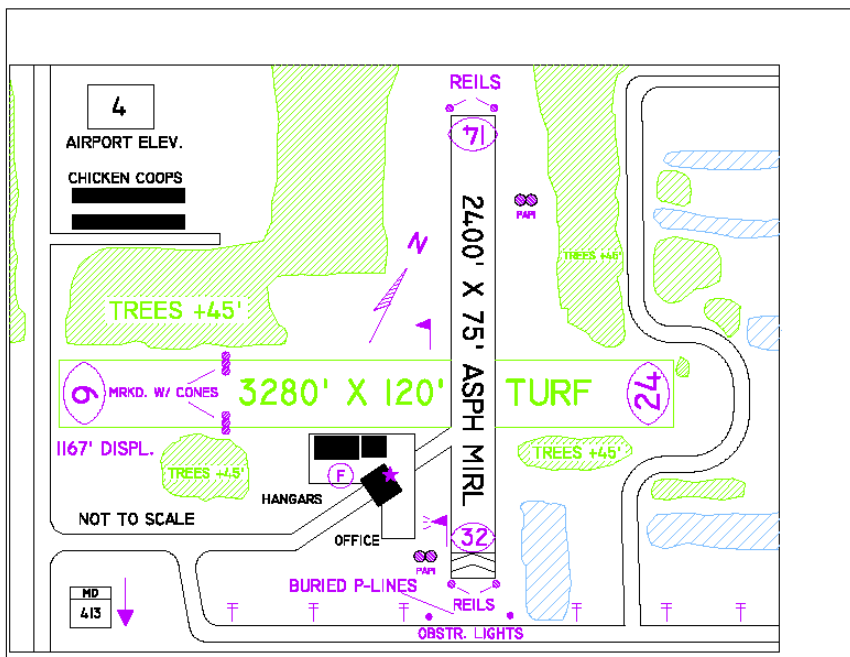 REILS
4
14
AIRPORT ELEV.
CHICKEN COOPS
PAPI
2400' X 75' ASPH MIRL
N
TREES +45'
TREES +45'
6
MRKD. W/ CONES
3280' X 120' TURF
24
1167' DISPL.
TREES +45'
TREES +45'
F
HANGARS
NOT TO SCALE
OFFICE
32
PAPI
BURIED P-LINES
MD
413
REILS
OBSTR. LIGHTS